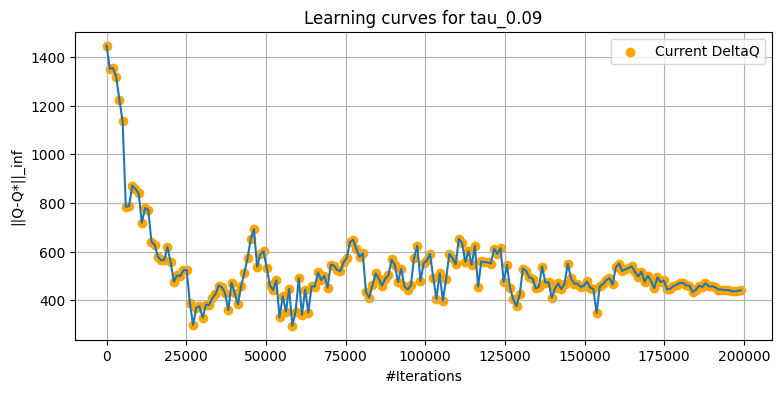 Learning curves for tau_0.09
Current DeltaQ
||Q-Q*||_inf
1400
1200
1000
800
600
400
0 25000 50000 75000 100000 125000 150000 175000 200000
#Iterations